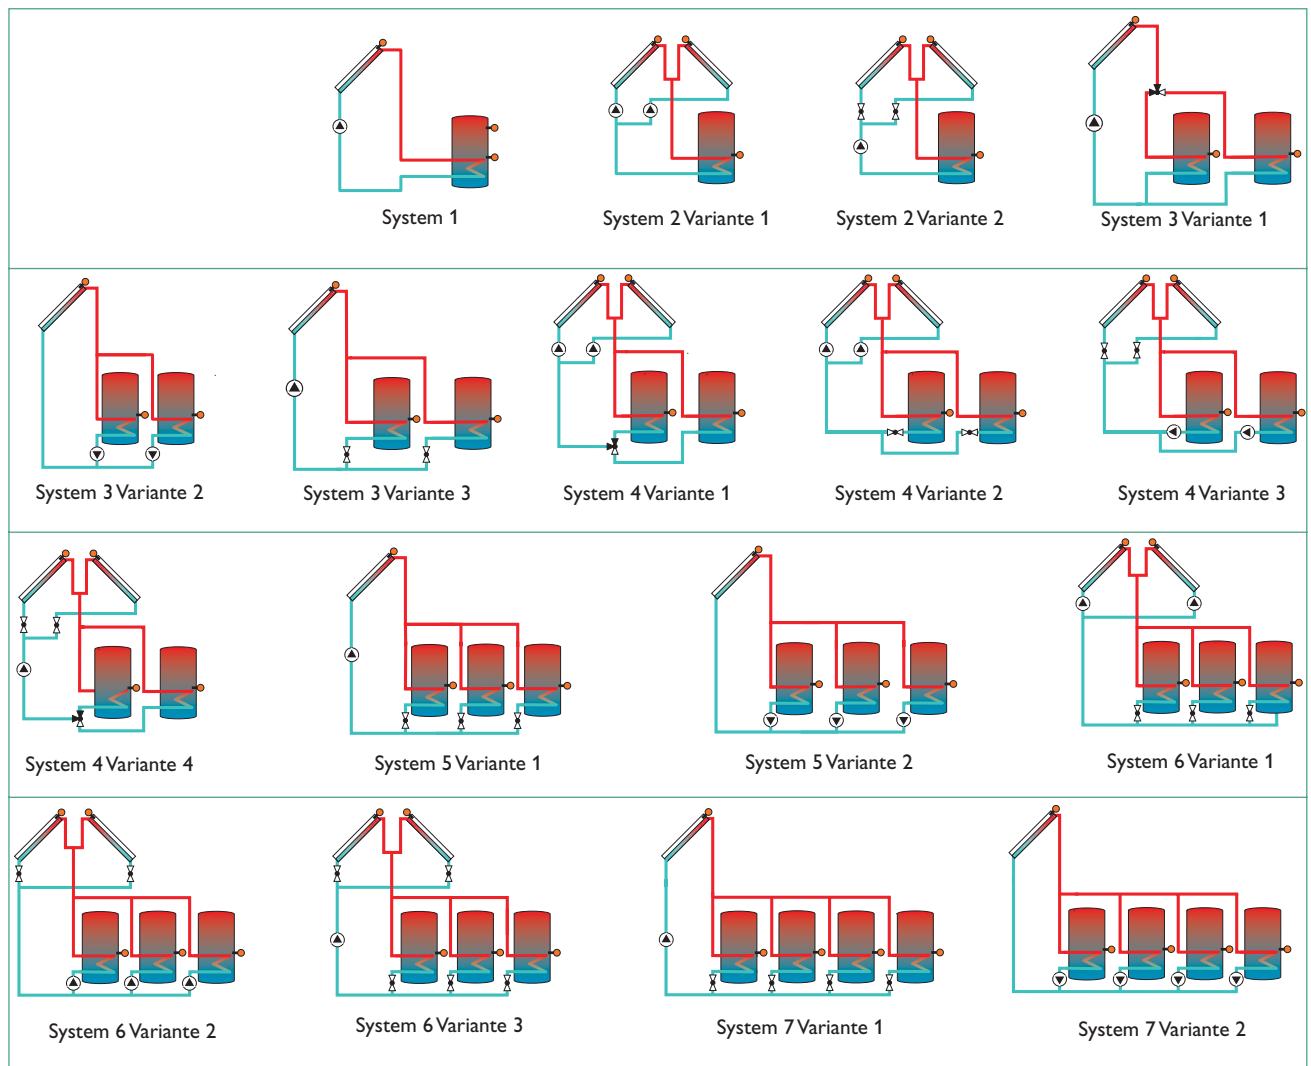 System 1
System 2 Variante 1
System 2 Variante 2
System 3 Variante 1
System 3 Variante 2
System 3 Variante 3
System 4 Variante 1
System 4 Variante 2
System 4 Variante 3
System 4 Variante 4
System 5 Variante 1
System 5 Variante 2
System 6 Variante 1
System 6 Variante 2
System 6 Variante 3
System 7 Variante 1
System 7 Variante 2